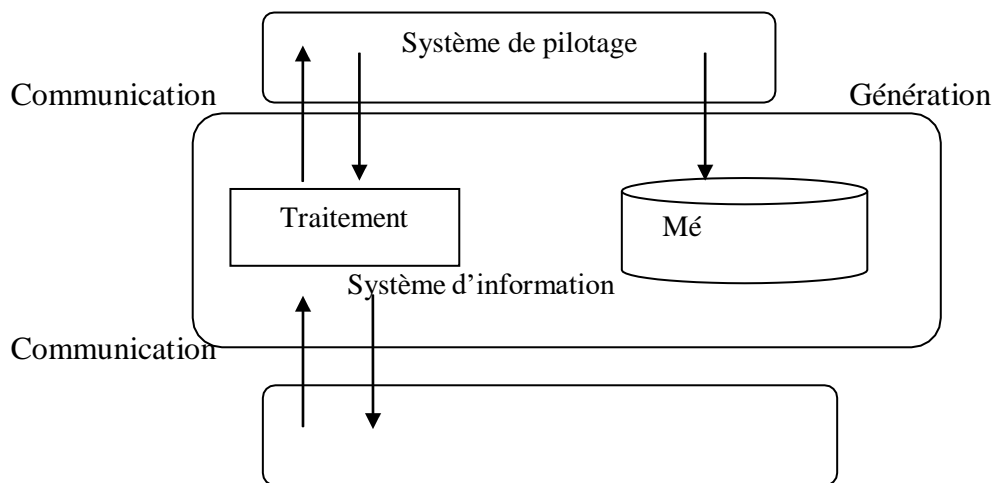 Système de pilotage
Communication
Génération
Traitement
Mé
Système d’information
Communication